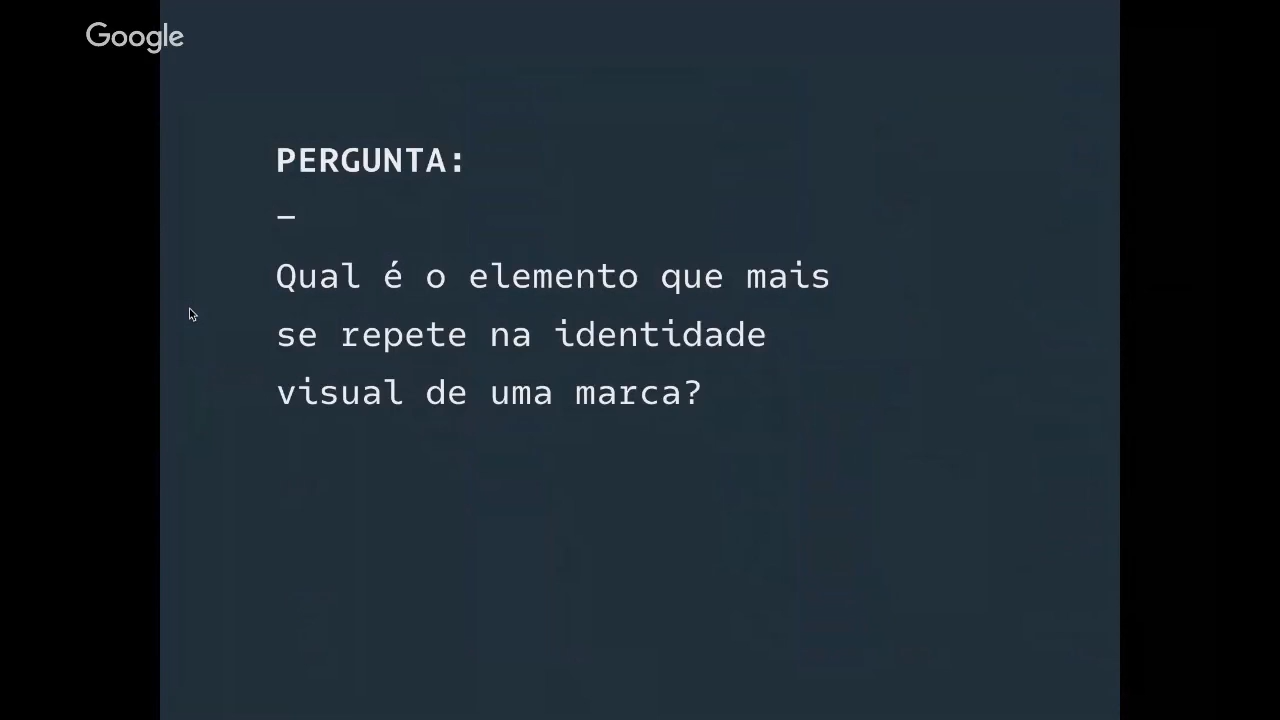 Google
PERGUNTA:
—
Qual é o elemento que mais
se repete na identidade
visual de uma marca?